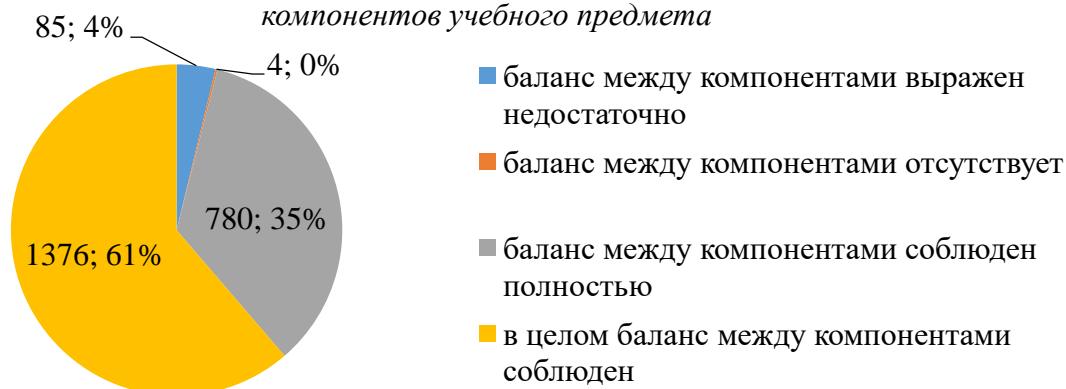 компонентов учебного предмета
85; 4%
4; 0%
780; 35%
1376; 61%
баланс между компонентами выражен
недостаточно
баланс между компонентами отсутствует
баланс между компонентами соблюден
полностью
в целом баланс между компонентами
соблюден